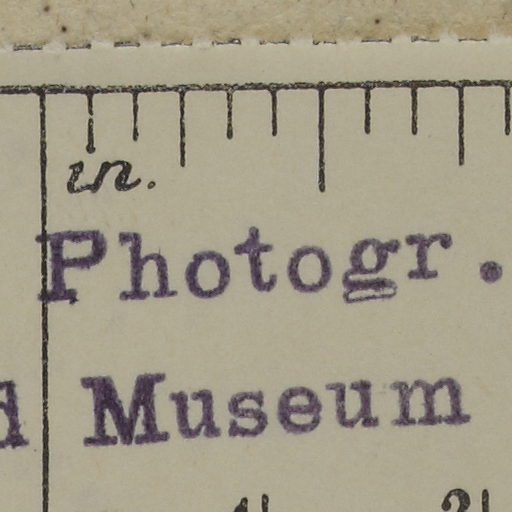 in.
Photogr.
d Museum